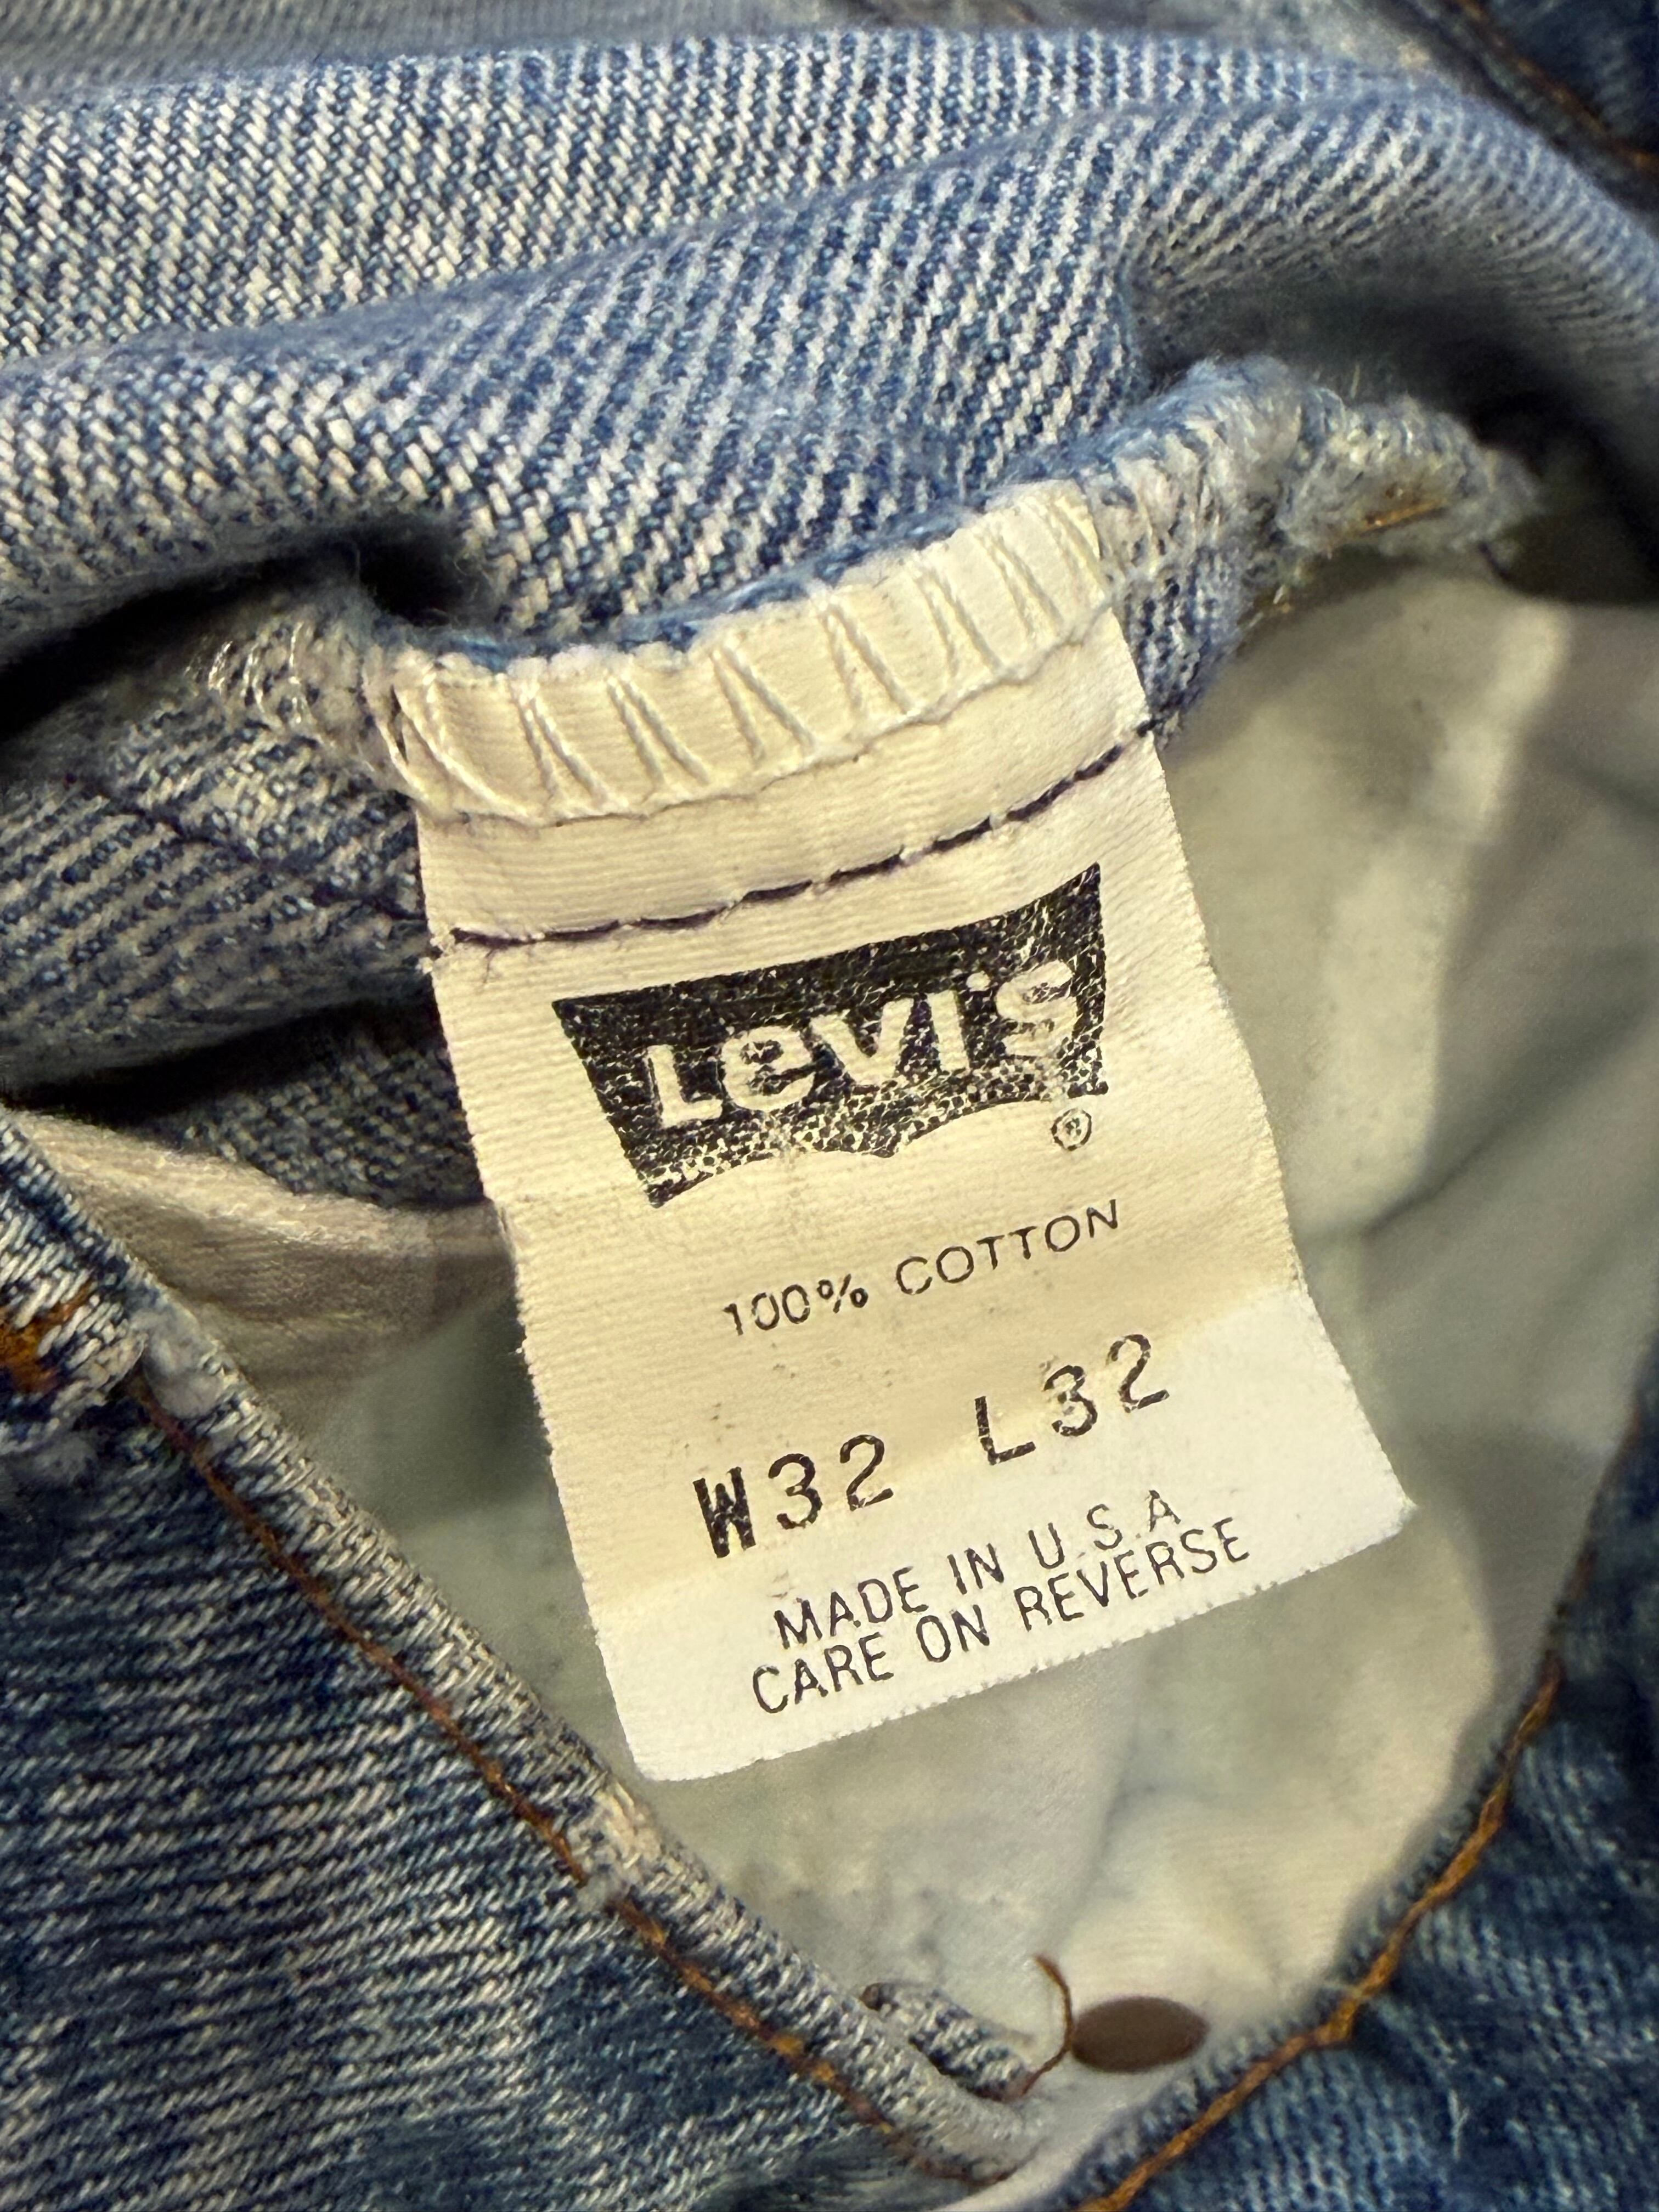 Levi's
®
100% COTTON
W32 L32
MADE IN U.S.A
CARE ON REVERSE